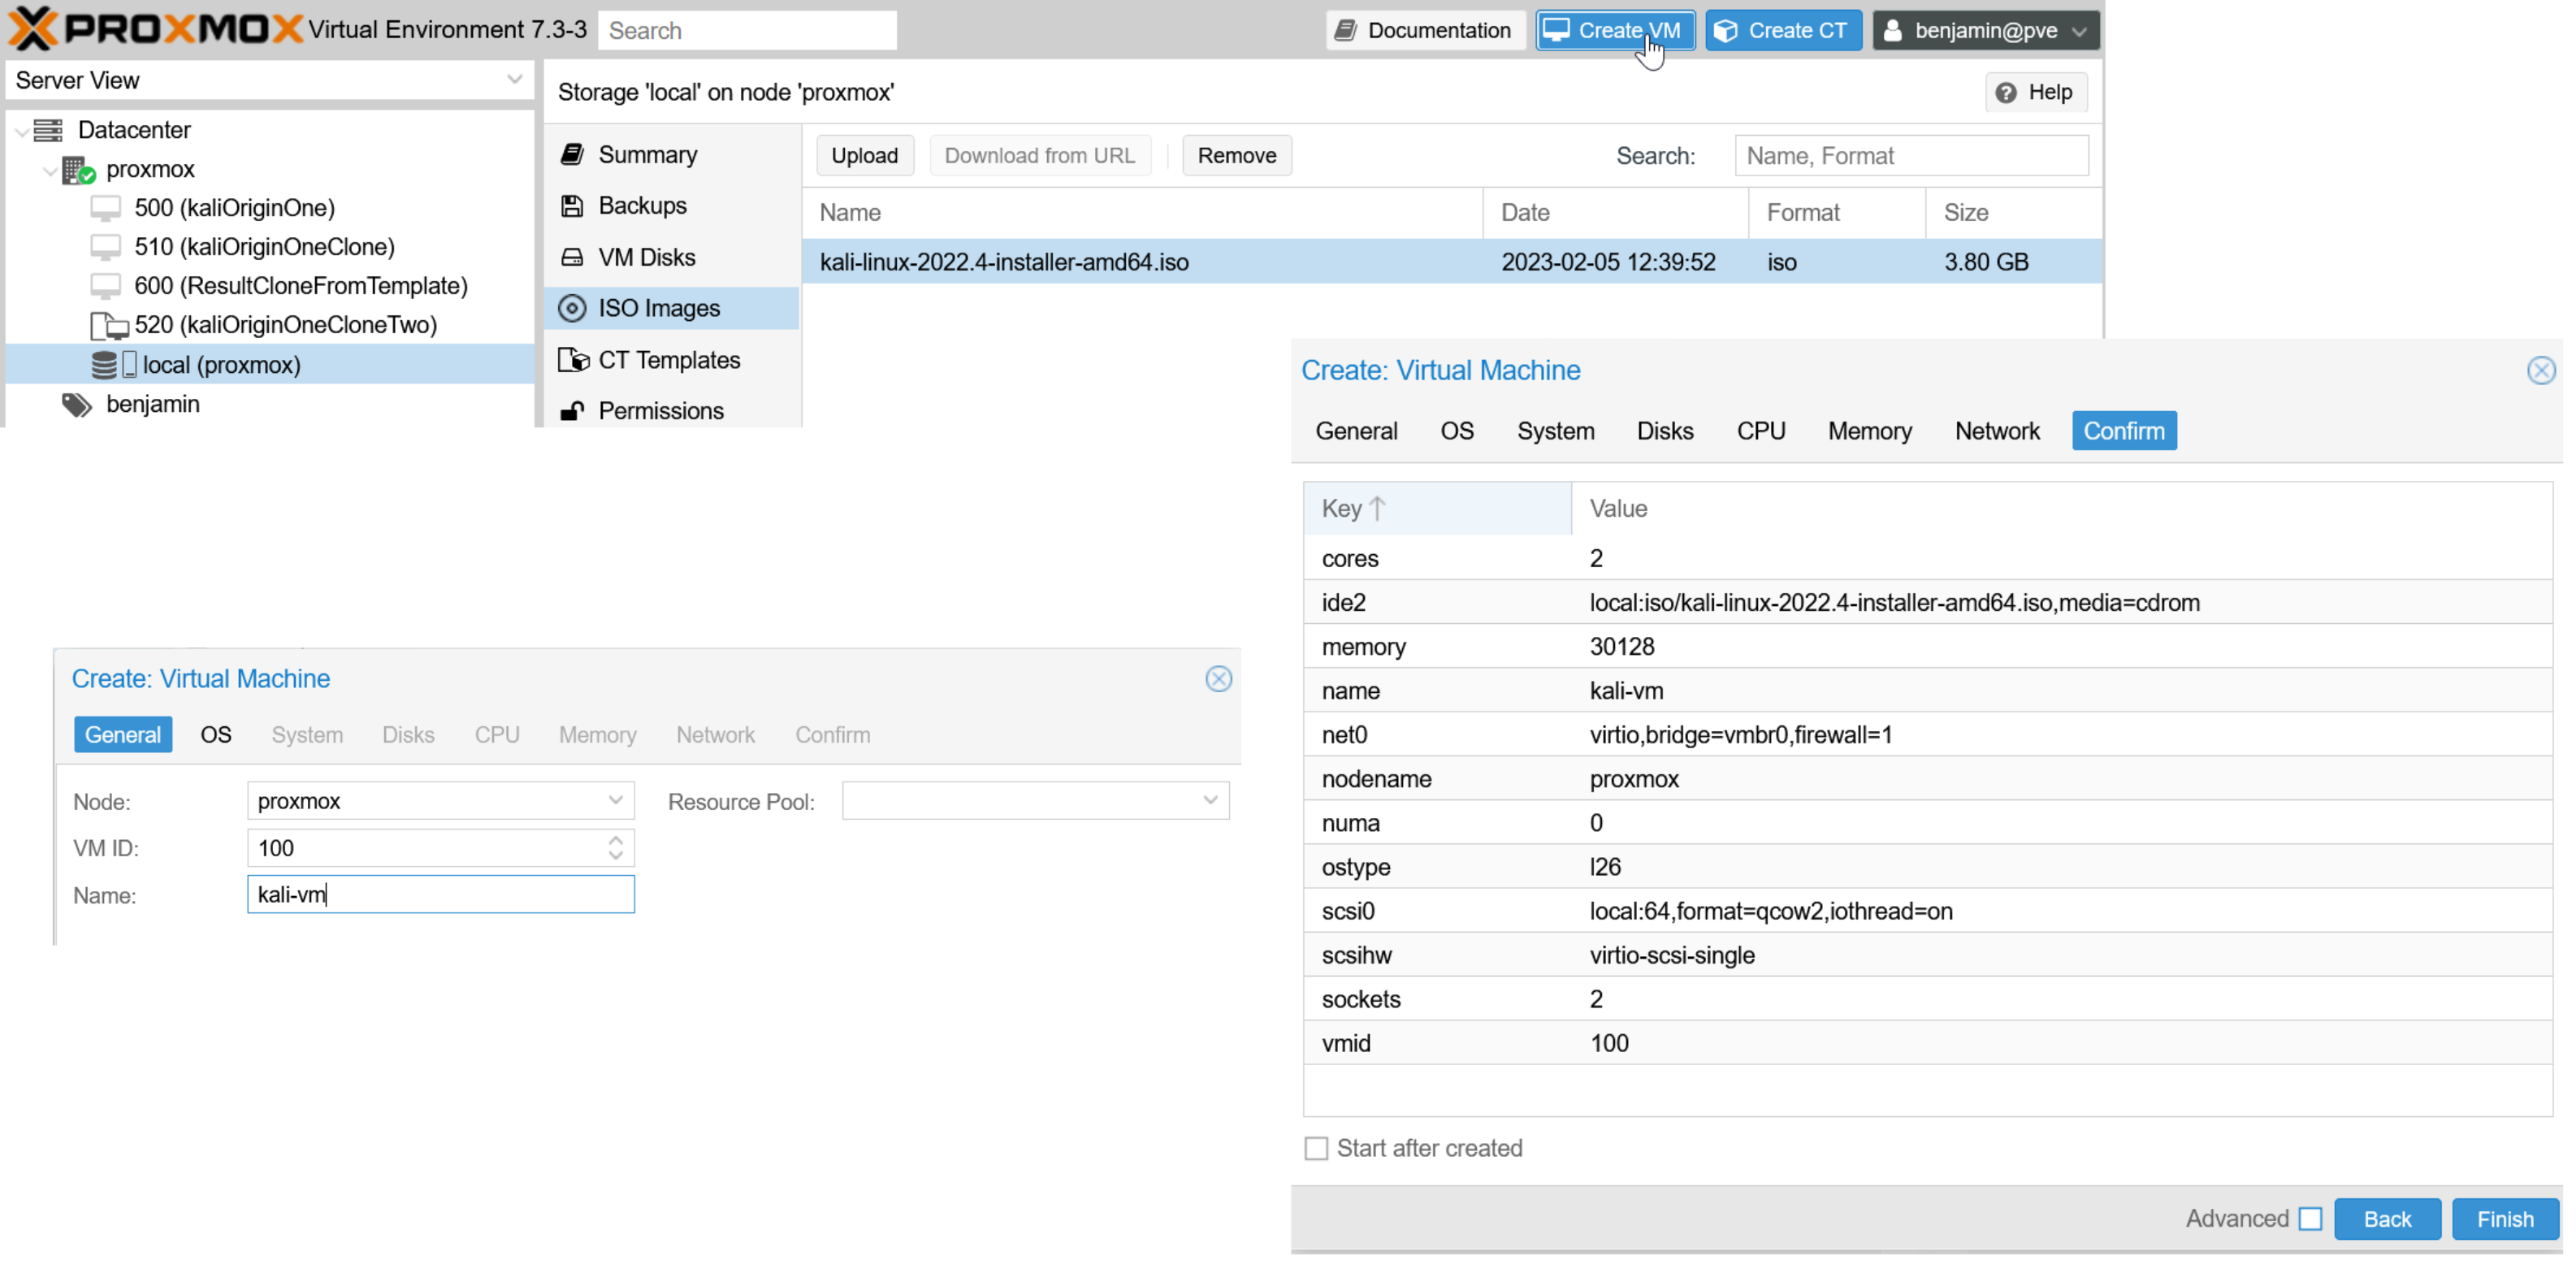 PROXMOX Virtual Environment 7.3-3 Search Documentation Create VM Create CT benjamin@pve
Server View
Datacenter
proxmox
500 (kaliOriginOne)
510 (kaliOriginOneClone)
600 (ResultCloneFromTemplate)
520 (kaliOriginOneCloneTwo)
local (proxmox)
benjamin
Storage 'local' on node 'proxmox' Help
Summary
Backups
VM Disks
ISO Images
CT Templates
Permissions
Upload Download from URL Remove Search: Name, Format
Name Date Format Size
kali-linux-2022.4-installer-amd64.iso 2023-02-05 12:39:52 iso 3.80 GB
Create: Virtual Machine
General OS System Disks CPU Memory Network Confirm
Node: proxmox Resource Pool:
VM ID: 100
Name: kali-vm
Create: Virtual Machine
General OS System Disks CPU Memory Network Confirm
Key Value
cores 2
ide2 local:iso/kali-linux-2022.4-installer-amd64.iso,media=cdrom
memory 30128
name kali-vm
net0 virtio,bridge=vmbr0,firewall=1
nodename proxmox
numa 0
ostype l26
scsi0 local:64,format=qcow2,iothread=on
scsihw virtio-scsi-single
sockets 2
vmid 100
Start after created
Advanced Back Finish